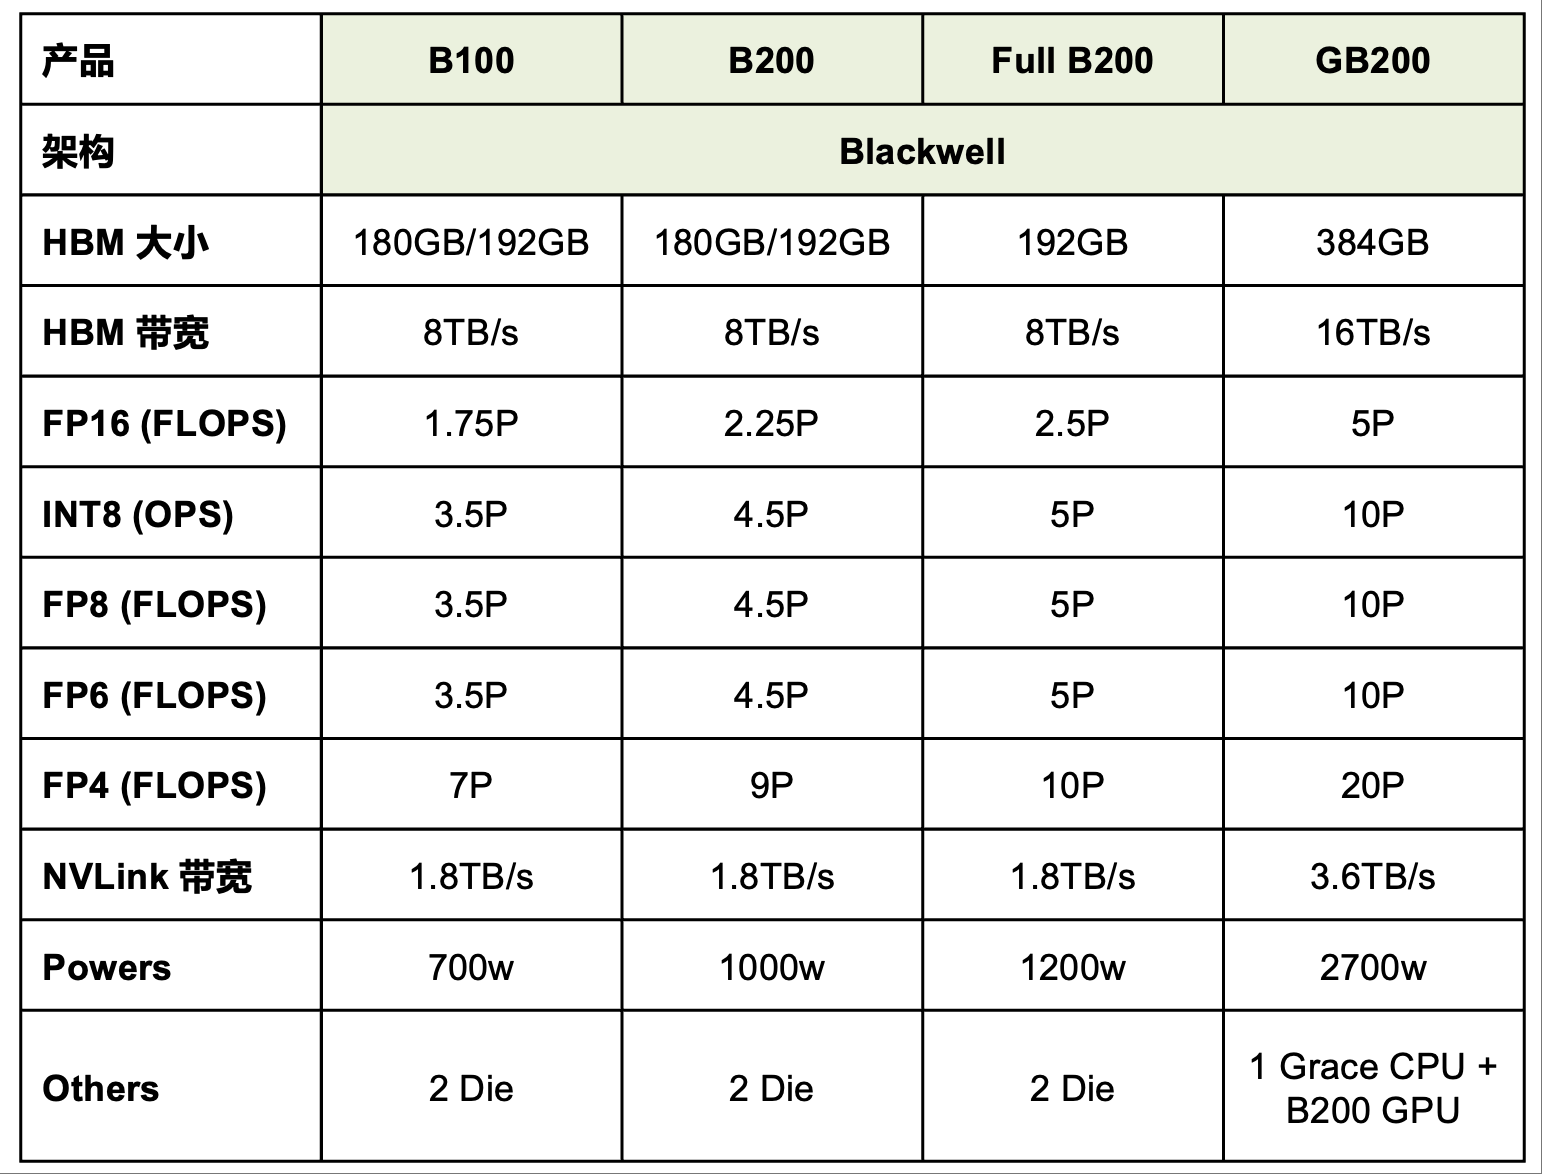 产品 B100 B200 Full B200 GB200
架构 Blackwell
HBM 大小 180GB/192GB 180GB/192GB 192GB 384GB
HBM 带宽 8TB/s 8TB/s 8TB/s 16TB/s
FP16 (FLOPS) 1.75P 2.25P 2.5P 5P
INT8 (OPS) 3.5P 4.5P 5P 10P
FP8 (FLOPS) 3.5P 4.5P 5P 10P
FP6 (FLOPS) 3.5P 4.5P 5P 10P
FP4 (FLOPS) 7P 9P 10P 20P
NVLink 带宽 1.8TB/s 1.8TB/s 1.8TB/s 3.6TB/s
Powers 700w 1000w 1200w 2700w
Others 2 Die 2 Die 2 Die 1 Grace CPU +
B200 GPU